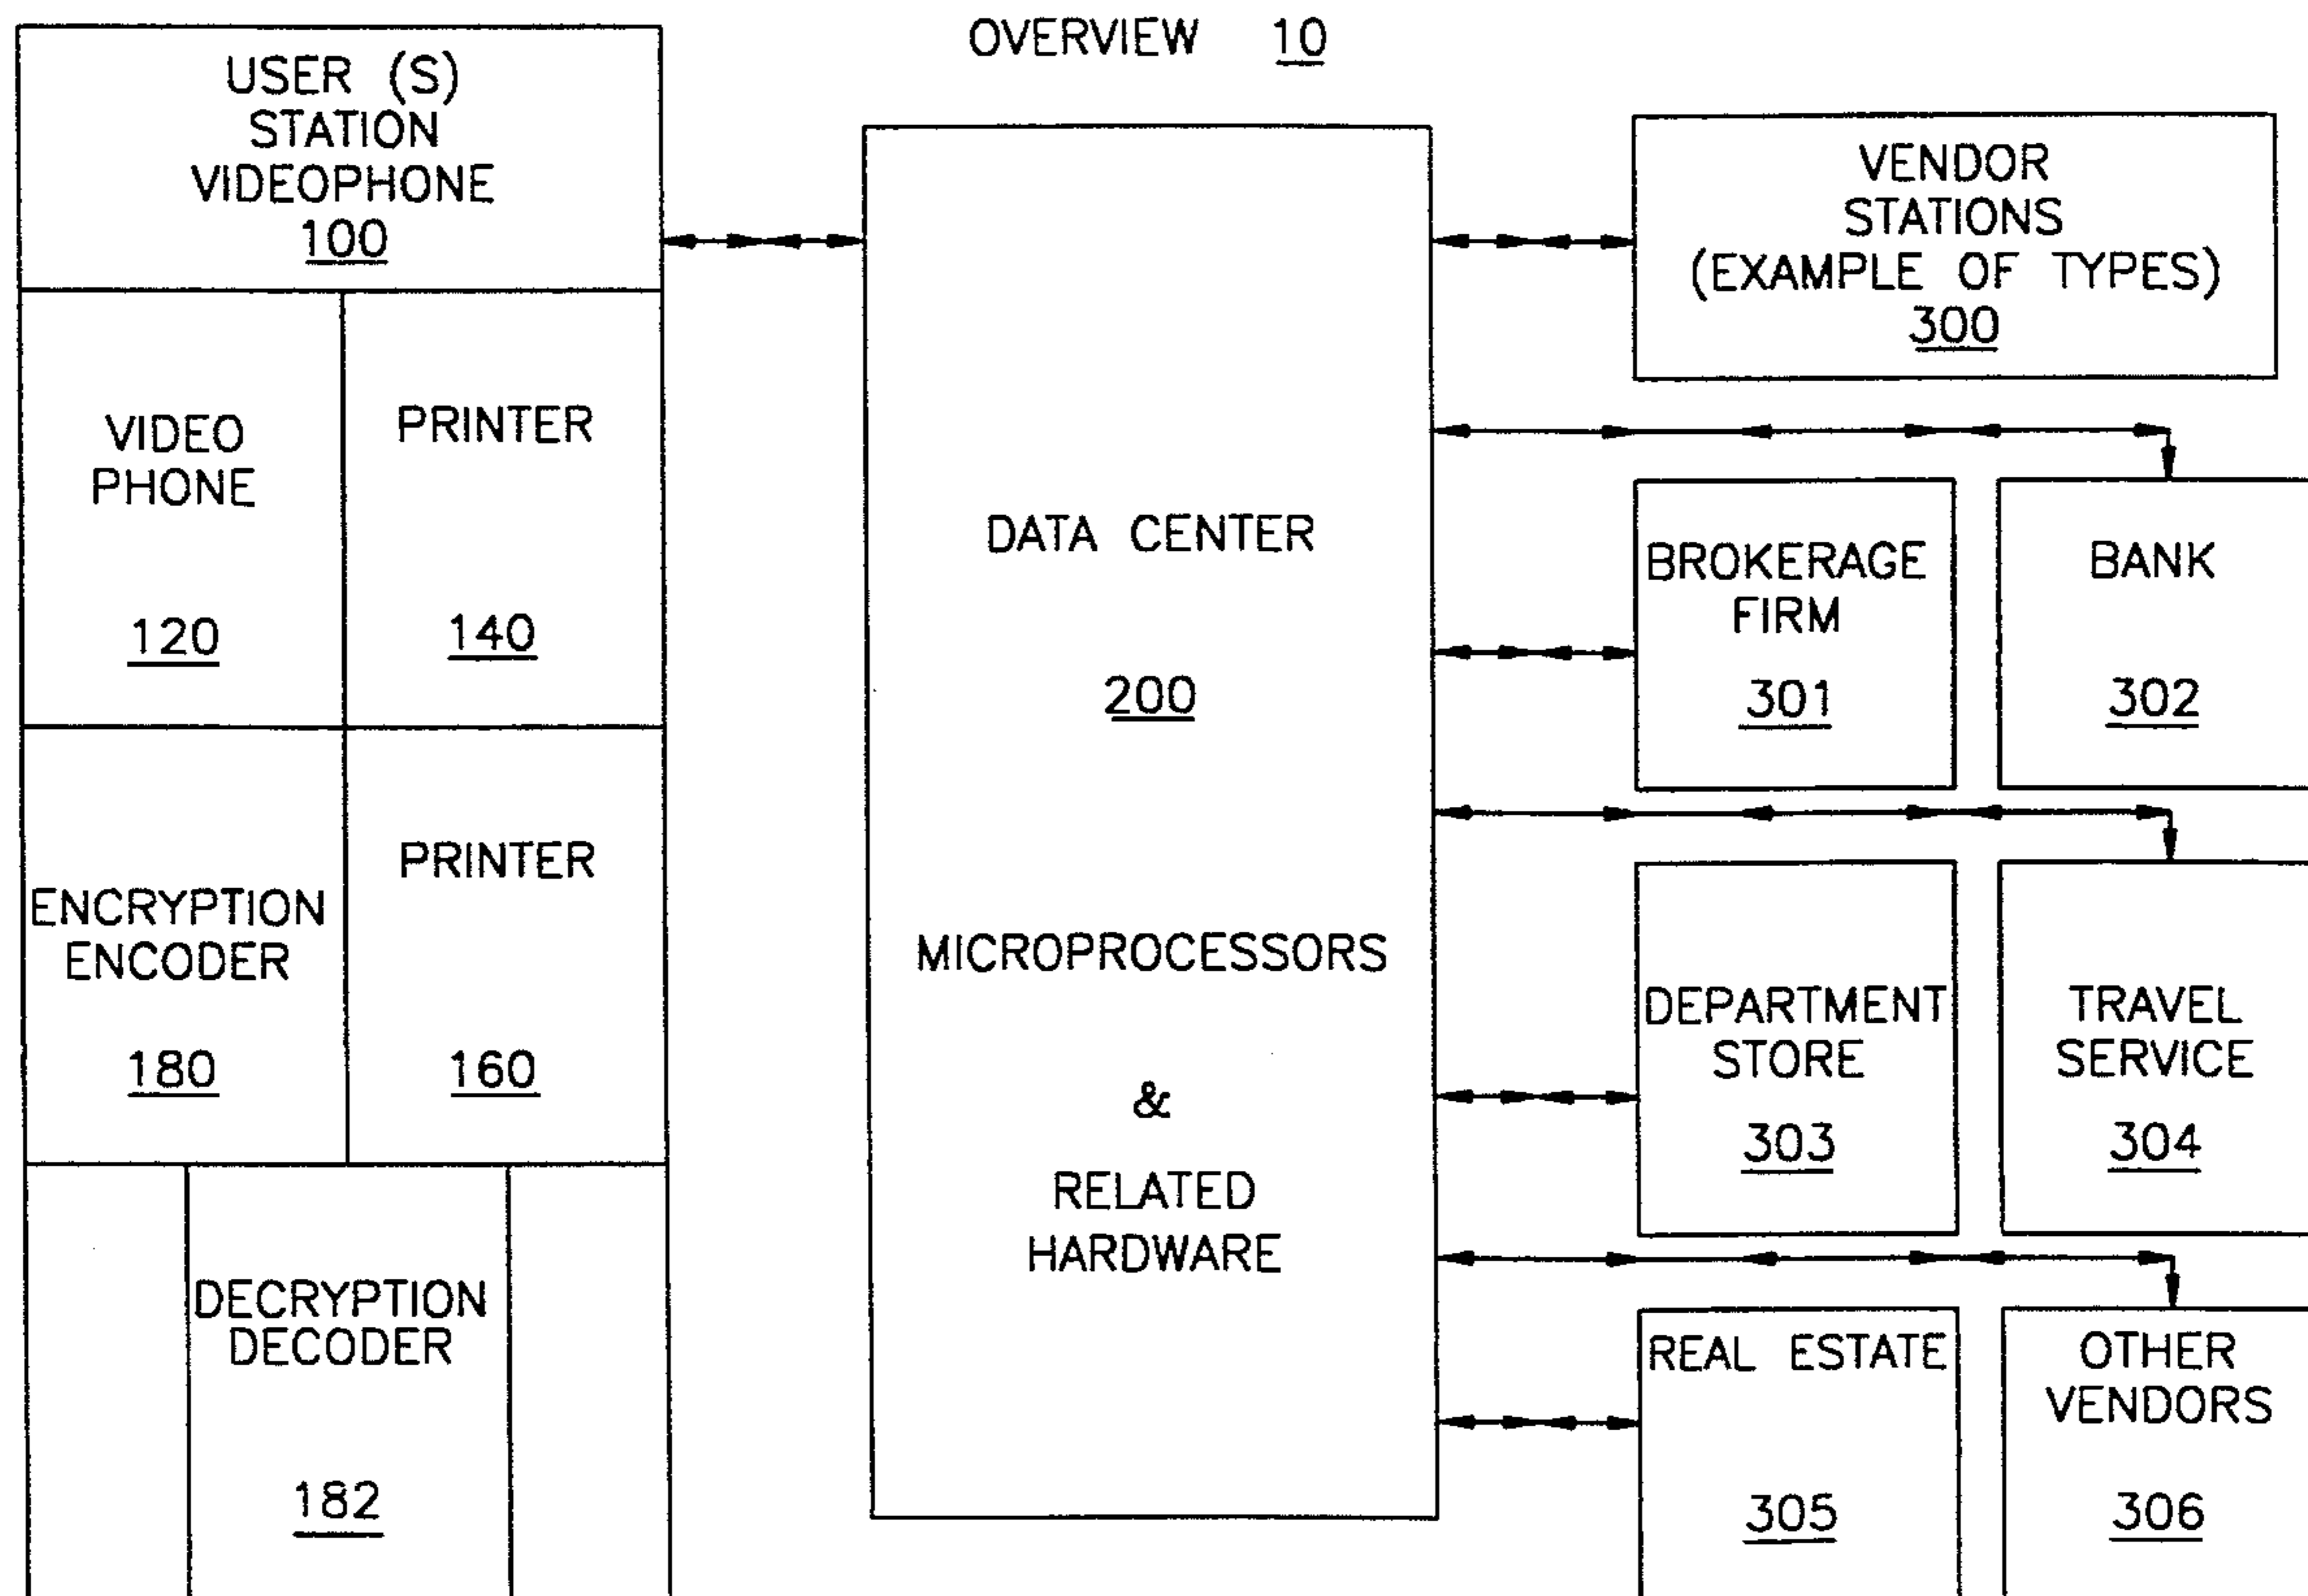 OVERVIEW 10
USER (S)
STATION
VIDEOPHONE
100
VIDEO
PHONE
120
PRINTER
140
ENCRYPTION
ENCODER
180
PRINTER
160
DECRYPTION
DECODER
182
DATA CENTER
200
MICROPROCESSORS
&
RELATED
HARDWARE
VENDOR
STATIONS
(EXAMPLE OF TYPES)
300
BROKERAGE
FIRM
301
BANK
302
DEPARTMENT
STORE
303
TRAVEL
SERVICE
304
REAL ESTATE
305
OTHER
VENDORS
306